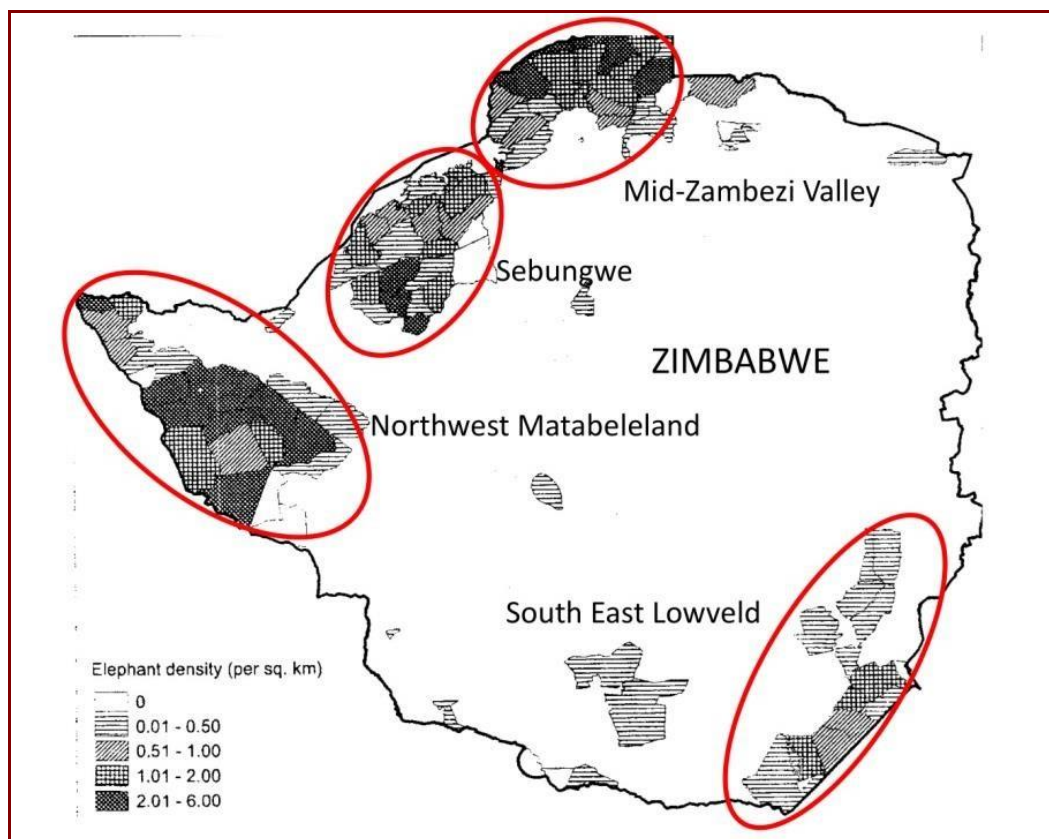 Mid-Zambezi Valley
Sebungwe
ZIMBABWE
Northwest Matabeleland
South East Lowveld
Elephant density (per sq. km)
0
0.01 - 0.50
0.51 - 1.00
1.01 - 2.00
2.01 - 6.00